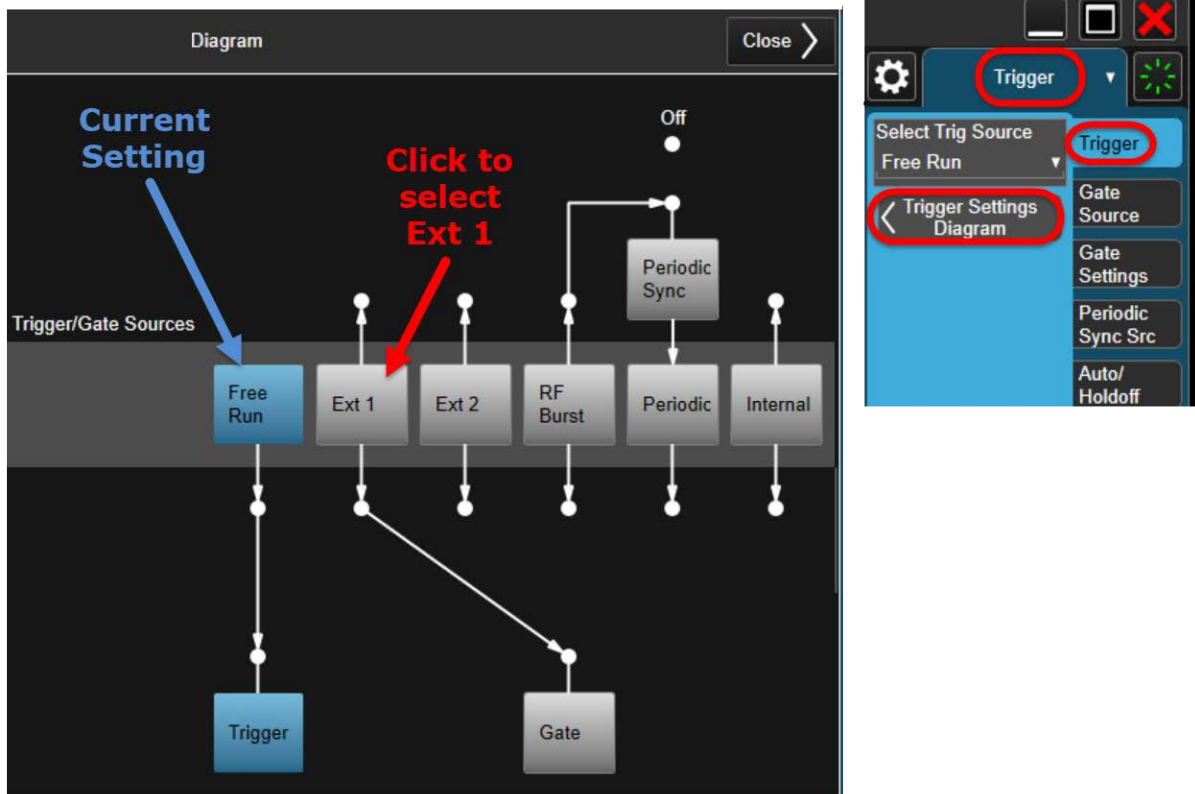 Diagram
Close
Current
Setting
Click to
select
Ext 1
Off
Periodic
Sync
Trigger/Gate Sources
Free
Run
Ext 1
Ext 2
RF
Burst
Periodic
Internal
Trigger
Gate
Trigger
Select Trig Source
Free Run
Trigger Settings
Diagram
Trigger
Gate
Source
Gate
Settings
Periodic
Sync Src
Auto/
Holdoff